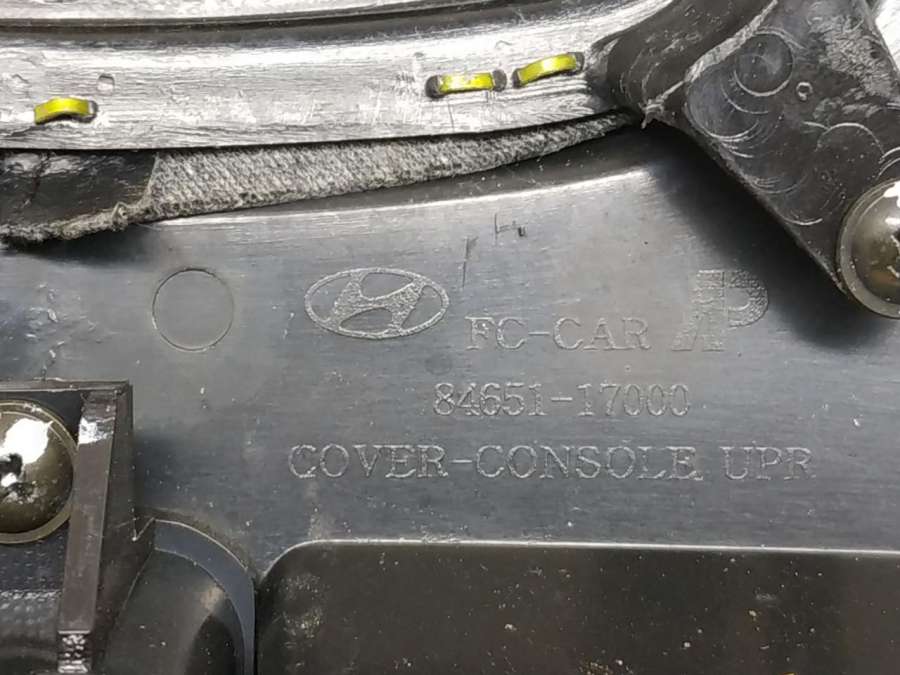 FC-CAR
84651-17000
COVER-CONSOLE UPR